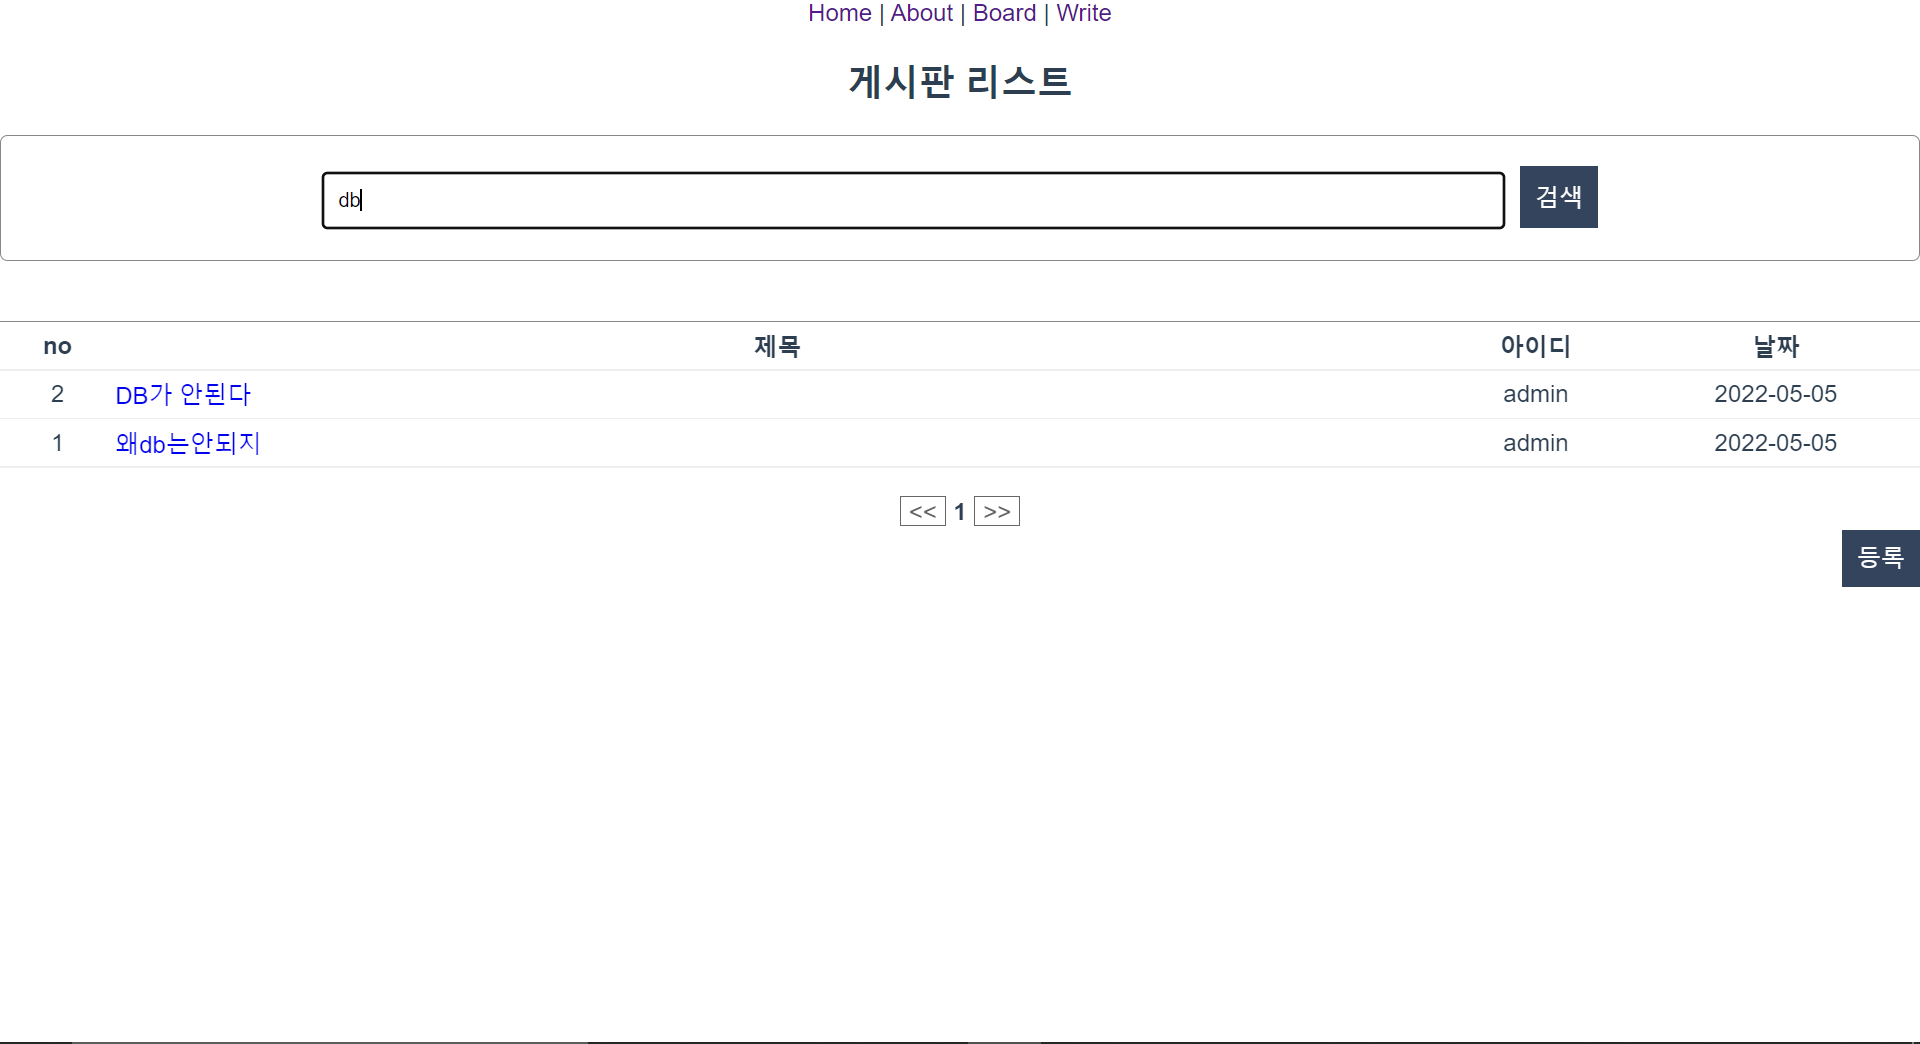 Home | About | Board | Write
게시판 리스트
db 검색
no 제목 아이디 날짜
2 DB가 안된다 admin 2022-05-05
1 왜db는안되지 admin 2022-05-05
<< 1 >>
등록